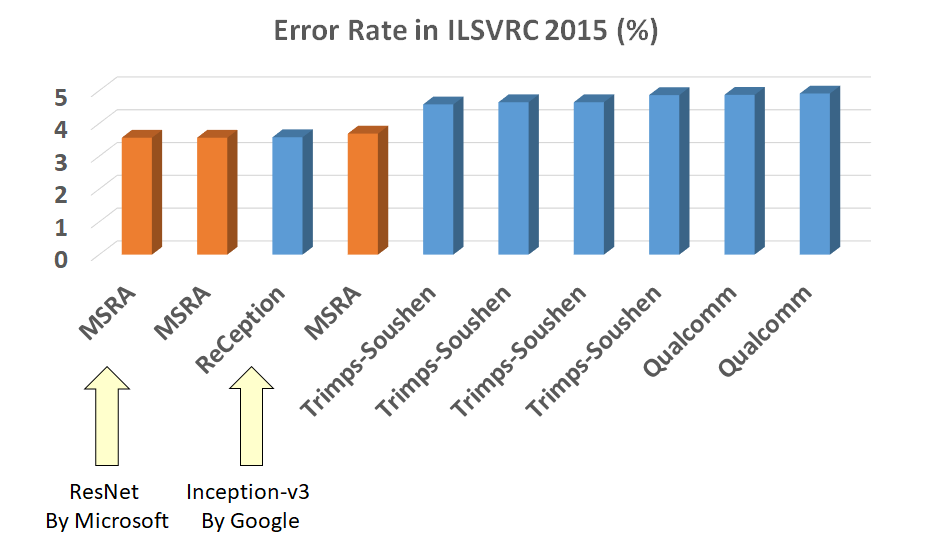 Error Rate in ILSVRC 2015 (%)
5
4
3
2
1
0
MSRA
MSRA
ReCeption
MSRA
Trimps-Soushen
Trimps-Soushen
Trimps-Soushen
Trimps-Soushen
Qualcomm
Qualcomm
ResNet
By Microsoft
Inception-v3
By Google